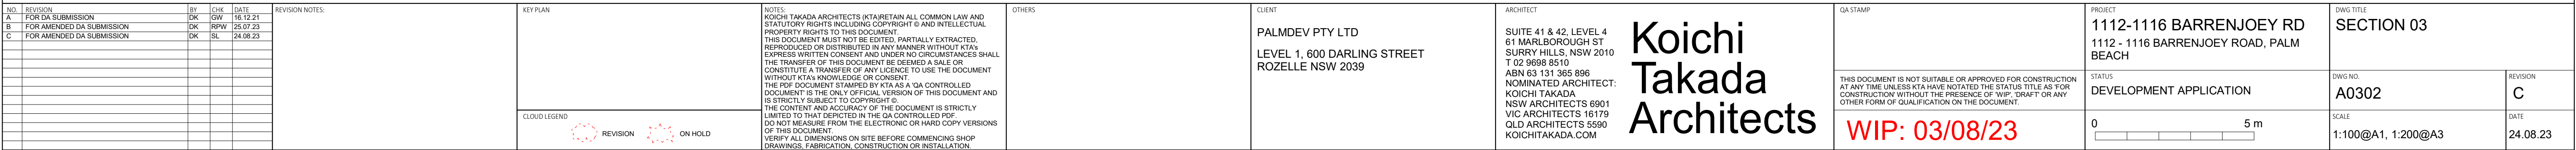 NO. REVISION BY CHK DATE
A FOR DA SUBMISSION DK GW 16.12.21
B FOR AMENDED DA SUBMISSION DK RPW 25.07.23
C FOR AMENDED DA SUBMISSION DK SL 24.08.23
REVISION NOTES:
KEY PLAN
CLOUD LEGEND
REVISION ON HOLD
NOTES:
KOICHI TAKADA ARCHITECTS (KTA)RETAIN ALL COMMON LAW AND
STATUTORY RIGHTS INCLUDING COPYRIGHT © AND INTELLECTUAL
PROPERTY RIGHTS TO THIS DOCUMENT.
THIS DOCUMENT MUST NOT BE EDITED, PARTIALLY EXTRACTED,
REPRODUCED OR DISTRIBUTED IN ANY MANNER WITHOUT KTA's
EXPRESS WRITTEN CONSENT AND UNDER NO CIRCUMSTANCES SHALL
THE TRANSFER OF THIS DOCUMENT BE DEEMED A SALE OR
CONSTITUTE A TRANSFER OF ANY LICENCE TO USE THE DOCUMENT
WITHOUT KTA's KNOWLEDGE OR CONSENT.
THE PDF DOCUMENT STAMPED BY KTA AS A 'QA CONTROLLED
DOCUMENT' IS THE ONLY OFFICIAL VERSION OF THIS DOCUMENT AND
IS STRICTLY SUBJECT TO COPYRIGHT ©.
THE CONTENT AND ACCURACY OF THE DOCUMENT IS STRICTLY
LIMITED TO THAT DEPICTED IN THE QA CONTROLLED PDF.
DO NOT MEASURE FROM THE ELECTRONIC OR HARD COPY VERSIONS
OF THIS DOCUMENT.
VERIFY ALL DIMENSIONS ON SITE BEFORE COMMENCING SHOP
DRAWINGS, FABRICATION, CONSTRUCTION OR INSTALLATION.
OTHERS
CLIENT
PALMDEV PTY LTD
LEVEL 1, 600 DARLING STREET
ROZELLE NSW 2039
ARCHITECT
SUITE 41 & 42, LEVEL 4
61 MARLBOROUGH ST
SURRY HILLS, NSW 2010
T 02 9698 8510
ABN 63 131 365 896
NOMINATED ARCHITECT:
KOICHI TAKADA
NSW ARCHITECTS 6901
VIC ARCHITECTS 16179
QLD ARCHITECTS 5590
KOICHITAKADA.COM
Koichi
Takada
Architects
QA STAMP
THIS DOCUMENT IS NOT SUITABLE OR APPROVED FOR CONSTRUCTION
AT ANY TIME UNLESS KTA HAVE NOTATED THE STATUS TITLE AS 'FOR
CONSTRUCTION' WITHOUT THE PRESENCE OF 'WIP', 'DRAFT' OR ANY
OTHER FORM OF QUALIFICATION ON THE DOCUMENT.
WIP: 03/08/23
PROJECT
1112-1116 BARRENJOEY RD
1112 - 1116 BARRENJOEY ROAD, PALM
BEACH
STATUS
DEVELOPMENT APPLICATION
0 5 m
DWG TITLE
SECTION 03
DWG NO.
A0302
REVISION
C
SCALE
1:100@A1, 1:200@A3
DATE
24.08.23